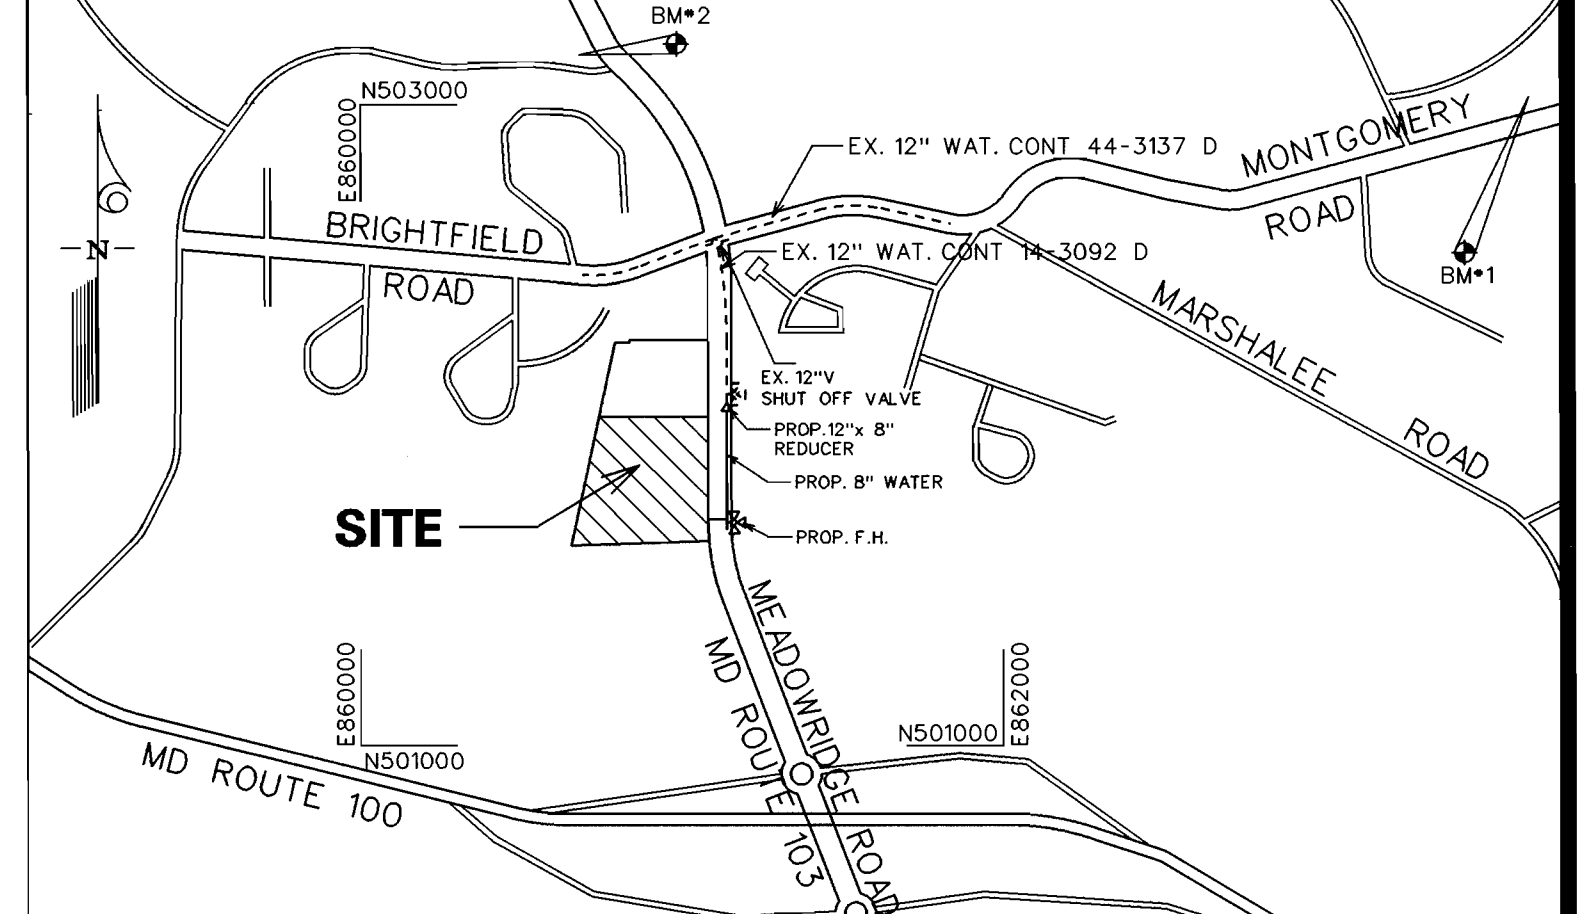 BM#2
N503000
E860000
EX. 12" WAT. CONT 44-3137 D
MONTGOMERY
ROAD
BRIGHTFIELD
ROAD
N
EX. 12" WAT. CONT 14-3092 D
BM#1
MARSHALEE
ROAD
EX. 12"V
SHUT OFF VALVE
PROP.12"x 8"
REDUCER
PROP. 8" WATER
SITE
PROP. F.H.
MEADOWRIDGE ROAD
MD ROUTE 103
E860000
N501000
N501000
E862000
MD ROUTE 100